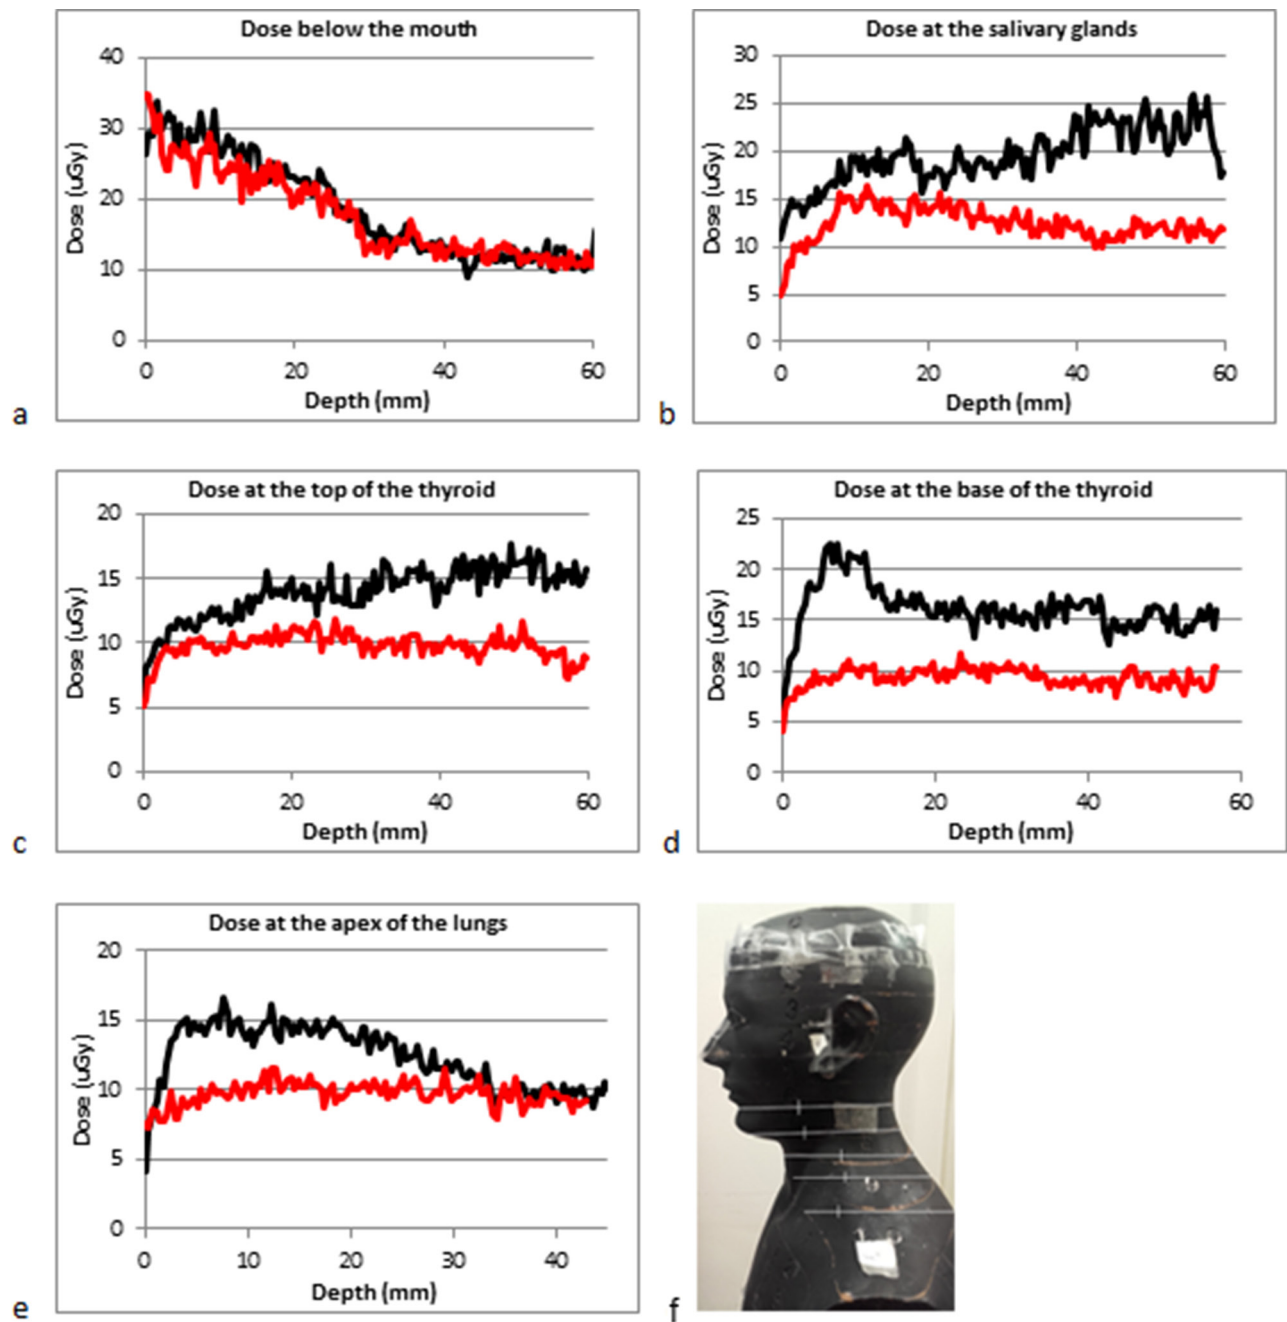 a
Dose below the mouth
40
30
20
10
0
0 20 40 60
Dose (uGy)
Depth (mm)
b
Dose at the salivary glands
30
25
20
15
10
5
0
0 20 40 60
Dose (uGy)
Depth (mm)
c
Dose at the top of the thyroid
20
15
10
5
0
0 20 40 60
Dose (uGy)
Depth (mm)
d
Dose at the base of the thyroid
25
20
15
10
5
0
0 20 40 60
Dose (uGy)
Depth (mm)
e
Dose at the apex of the lungs
20
15
10
5
0
0 10 20 30 40
Dose (uGy)
Depth (mm)
f